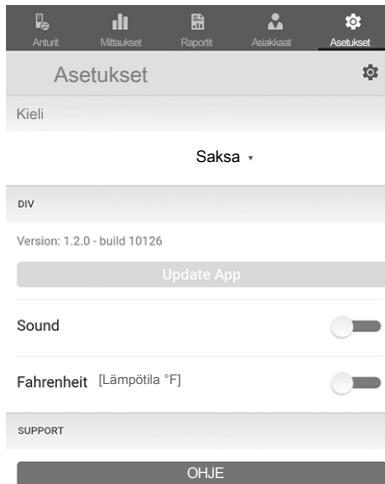 Anturit Mittaukset Raportit Asiakkaat Asetukset
Asetukset
Kieli
Saksa
DIV
Version: 1.2.0 - build 10126
Update App
Sound
Fahrenheit [Lämpötila °F]
SUPPORT
OHJE